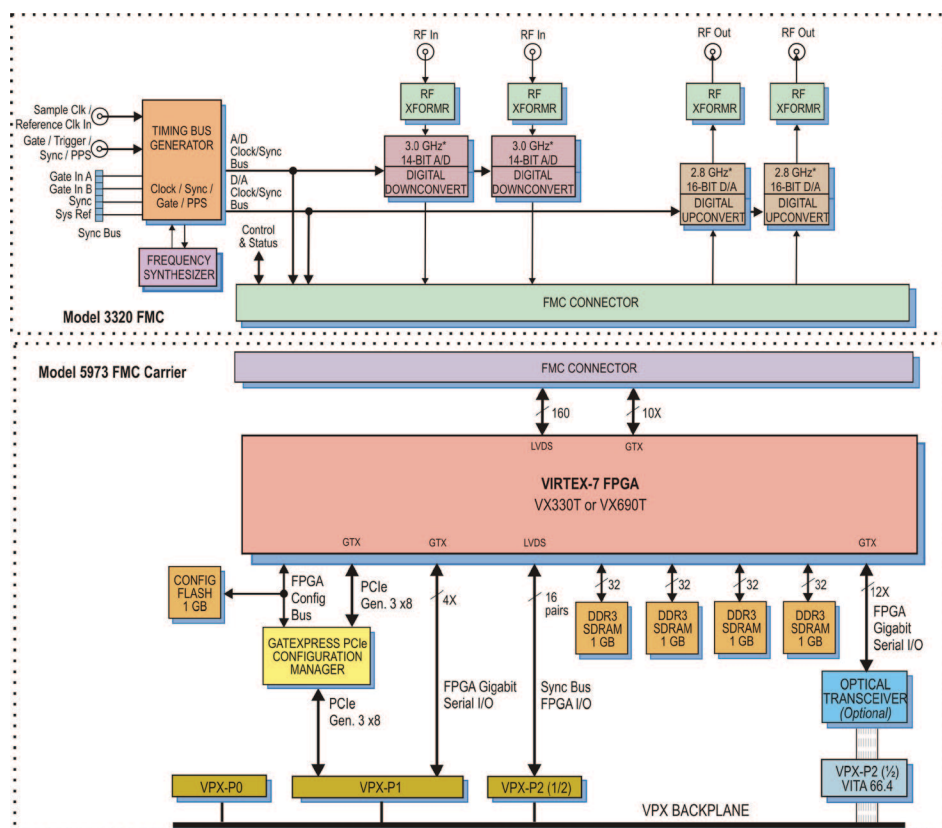 RF In
RF In
RF Out
RF Out
Sample Clk /
Reference Clk In
Gate / Trigger /
Sync / PPS
Gate In A
Gate In B
Sync
Sys Ref
Sync Bus
TIMING BUS
GENERATOR
Clock / Sync /
Gate / PPS
FREQUENCY
SYNTHESIZER
A/D
Clock/Sync
Bus
D/A
Clock/Sync
Bus
Control
& Status
RF
XFORMR
RF
XFORMR
RF
XFORMR
RF
XFORMR
3.0 GHz*
14-BIT A/D
DIGITAL
DOWNCONVERT
3.0 GHz*
14-BIT A/D
DIGITAL
DOWNCONVERT
2.8 GHz*
16-BIT D/A
DIGITAL
UPCONVERT
2.8 GHz*
16-BIT D/A
DIGITAL
UPCONVERT
FMC CONNECTOR
Model 3320 FMC
Model 5973 FMC Carrier
FMC CONNECTOR
160
10X
LVDS
GTX
VIRTEX-7 FPGA
VX330T or VX690T
GTX
GTX
LVDS
GTX
CONFIG
FLASH
1 GB
FPGA
Config
Bus
PCIe
Gen. 3 x8
4X
16
pairs
32
32
32
32
12X
FPGA
Gigabit
Serial I/O
DDR3
SDRAM
1 GB
DDR3
SDRAM
1 GB
DDR3
SDRAM
1 GB
DDR3
SDRAM
1 GB
GATEXPRESS PCIe
CONFIGURATION
MANAGER
PCIe
Gen. 3 x8
FPGA Gigabit
Serial I/O
Sync Bus
FPGA I/O
OPTICAL
TRANSCEIVER
(Optional)
VPX-P0
VPX-P1
VPX-P2 (1/2)
VPX-P2 (½)
VITA 66.4
VPX BACKPLANE